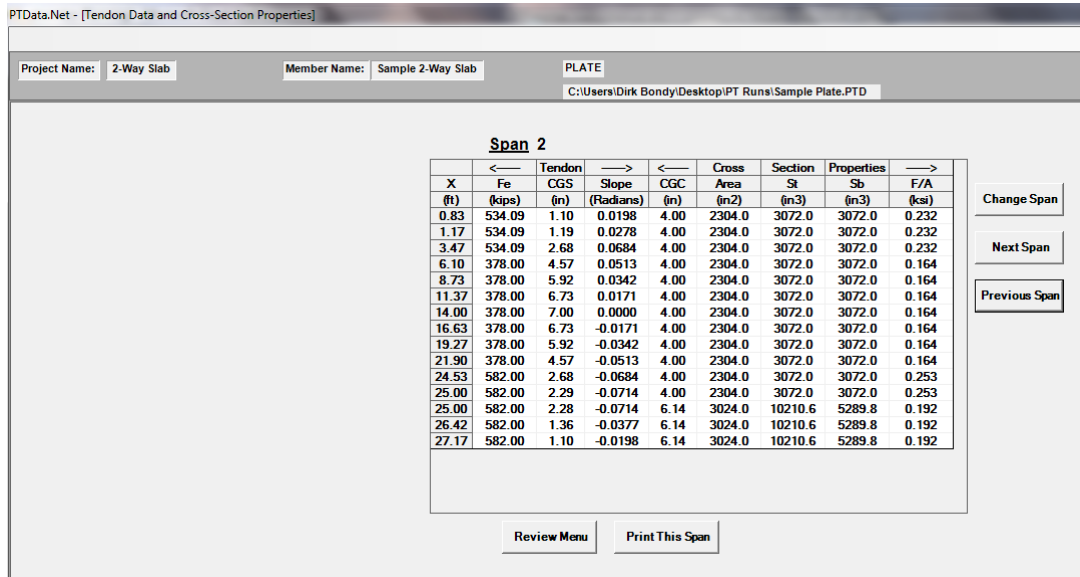 PTData.Net - [Tendon Data and Cross-Section Properties]
Project Name: 2-Way Slab Member Name: Sample 2-Way Slab PLATE
C:\Users\Dirk Bondy\Desktop\PT Runs\Sample Plate.PTD
Span 2
<—— Tendon ——> <—— Cross Section Properties ——>
X Fe CGS Slope CGC Area St Sb F/A
(ft) (kips) (in) (Radians) (in) (in2) (in3) (in3) (ksi)
0.83 534.09 1.10 0.0198 4.00 2304.0 3072.0 3072.0 0.232
1.17 534.09 1.19 0.0278 4.00 2304.0 3072.0 3072.0 0.232
3.47 534.09 2.68 0.0684 4.00 2304.0 3072.0 3072.0 0.232
6.10 378.00 4.57 0.0513 4.00 2304.0 3072.0 3072.0 0.164
8.73 378.00 5.92 0.0342 4.00 2304.0 3072.0 3072.0 0.164
11.37 378.00 6.73 0.0171 4.00 2304.0 3072.0 3072.0 0.164
14.00 378.00 7.00 0.0000 4.00 2304.0 3072.0 3072.0 0.164
16.63 378.00 6.73 -0.0171 4.00 2304.0 3072.0 3072.0 0.164
19.27 378.00 5.92 -0.0342 4.00 2304.0 3072.0 3072.0 0.164
21.90 378.00 4.57 -0.0513 4.00 2304.0 3072.0 3072.0 0.164
24.53 582.00 2.68 -0.0684 4.00 2304.0 3072.0 3072.0 0.253
25.00 582.00 2.29 -0.0714 4.00 2304.0 3072.0 3072.0 0.253
25.00 582.00 2.28 -0.0714 6.14 3024.0 10210.6 5289.8 0.192
26.42 582.00 1.36 -0.0377 6.14 3024.0 10210.6 5289.8 0.192
27.17 582.00 1.10 -0.0198 6.14 3024.0 10210.6 5289.8 0.192
Change Span
Next Span
Previous Span
Review Menu Print This Span